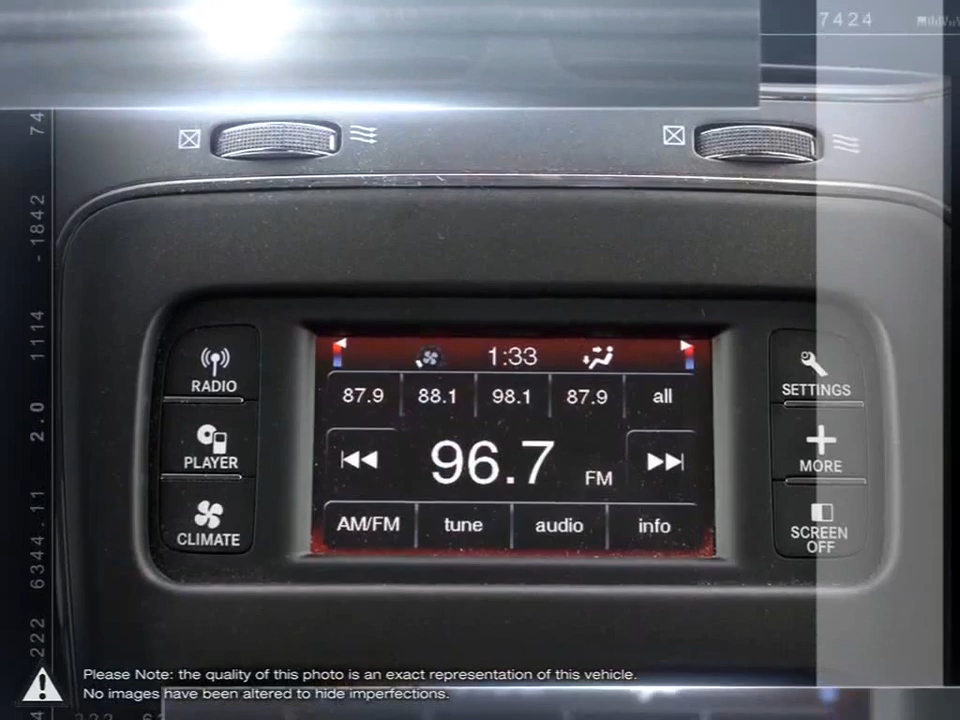 7424
74
-1842
1114
2.0
6344.11
222
RADIO
PLAYER
CLIMATE
1:33
87.9 88.1 98.1 87.9 all
96.7 FM
AM/FM tune audio info
SETTINGS
MORE
SCREEN
OFF
Please Note: the quality of this photo is an exact representation of this vehicle.
No images have been altered to hide imperfections.